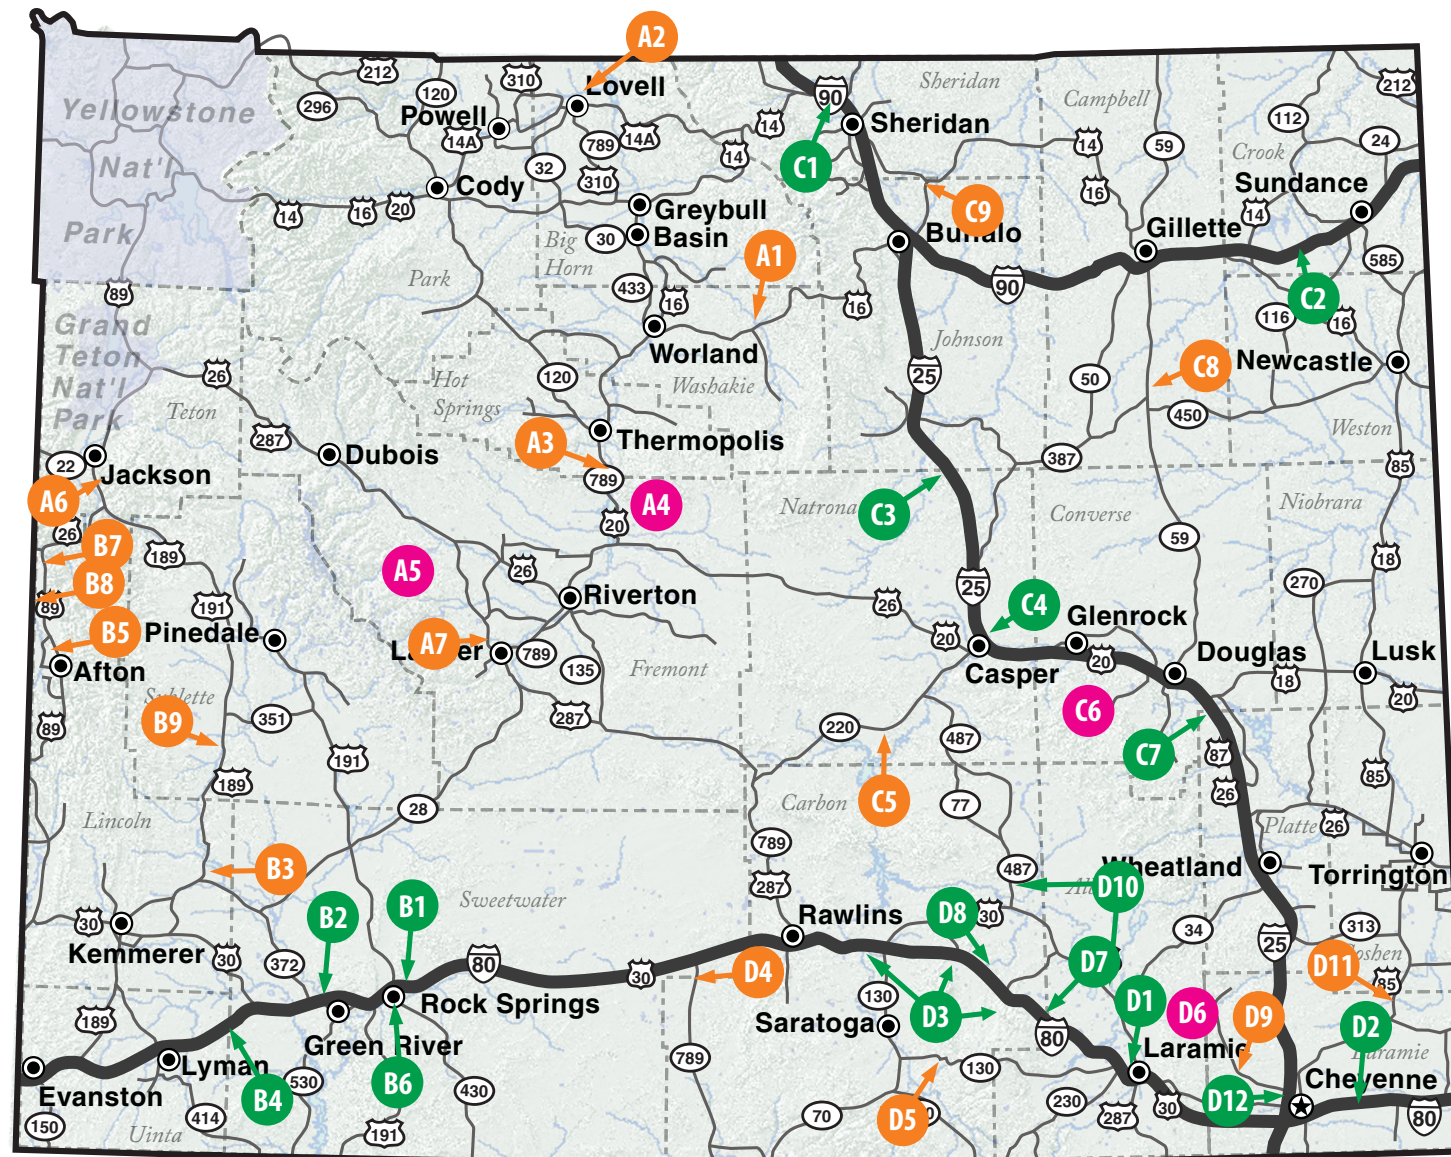 A2
212
310
Lovell
90
Sheridan
212
296
120
Powell
Campbell
Yellowstone
14A
789
14A
14
Sheridan
112
14
59
24
Crook
Nat'l
32
310
14
C1
Cody
16
Sundance
14
16
20
Greybull
C9
14
Park
30
Basin
Buffalo
Gillette
Big
Horn
A1
585
Park
89
433
16
16
90
C2
116
16
Grand
Teton
Nat'l
Park
Worland
Johnson
Newcastle
26
120
Hot
Springs
Washakie
25
50
C8
Teton
450
287
Dubois
A3
Thermopolis
Weston
22
Jackson
387
85
A6
789
A4
Natrona
C3
Converse
Niobrara
26
B7
189
20
59
18
B8
A5
26
25
270
89
191
Riverton
26
C4
Glenrock
B5
Pinedale
A7
Lander
789
20
Casper
20
Douglas
Lusk
Afton
135
Fremont
18
Sublette
C6
20
B9
351
287
220
487
89
191
C7
87
189
C5
85
26
28
Carbon
77
Lincoln
Platte
26
789
B3
487
Wheatland
Torrington
287
D10
Sweetwater
B2
B1
Rawlins
D8
30
30
Kemmerer
34
313
30
372
80
25
Goshen
30
D4
D7
D11
85
130
189
Rock Springs
Saratoga
D3
D1
D6
D9
D2
Green River
80
Laramie
Laramie
Lyman
789
Evanston
530
B6
130
Cheyenne
B4
430
D5
230
30
D12
150
414
70
287
80
Uinta
191